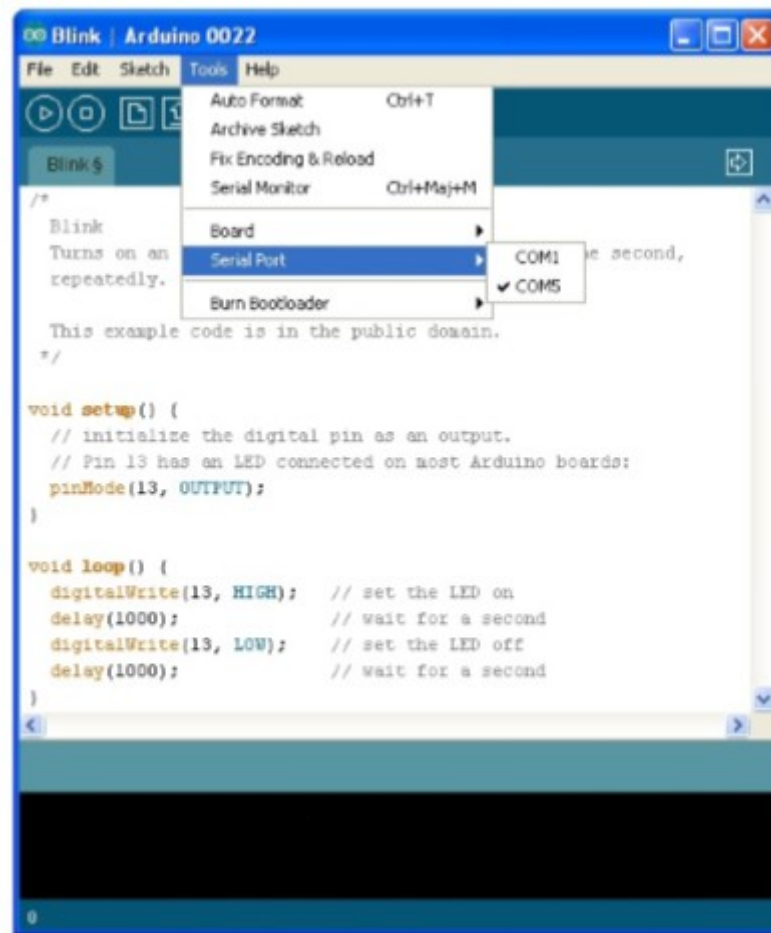 Blink | Arduino 0022
File Edit Sketch Tools Help
Auto Format Ctrl+T
Archive Sketch
Fix Encoding & Reload
Serial Monitor Ctrl+Maj+M
Board
Serial Port
COM1
COM5
Burn Bootloader
Blink §
/*
Blink
Turns on an e second,
repeatedly.
This example code is in the public domain.
*/
void setup() {
// initialize the digital pin as an output.
// Pin 13 has an LED connected on most Arduino boards:
pinMode(13, OUTPUT);
}
void loop() {
digitalWrite(13, HIGH); // set the LED on
delay(1000); // wait for a second
digitalWrite(13, LOW); // set the LED off
delay(1000); // wait for a second
}
0